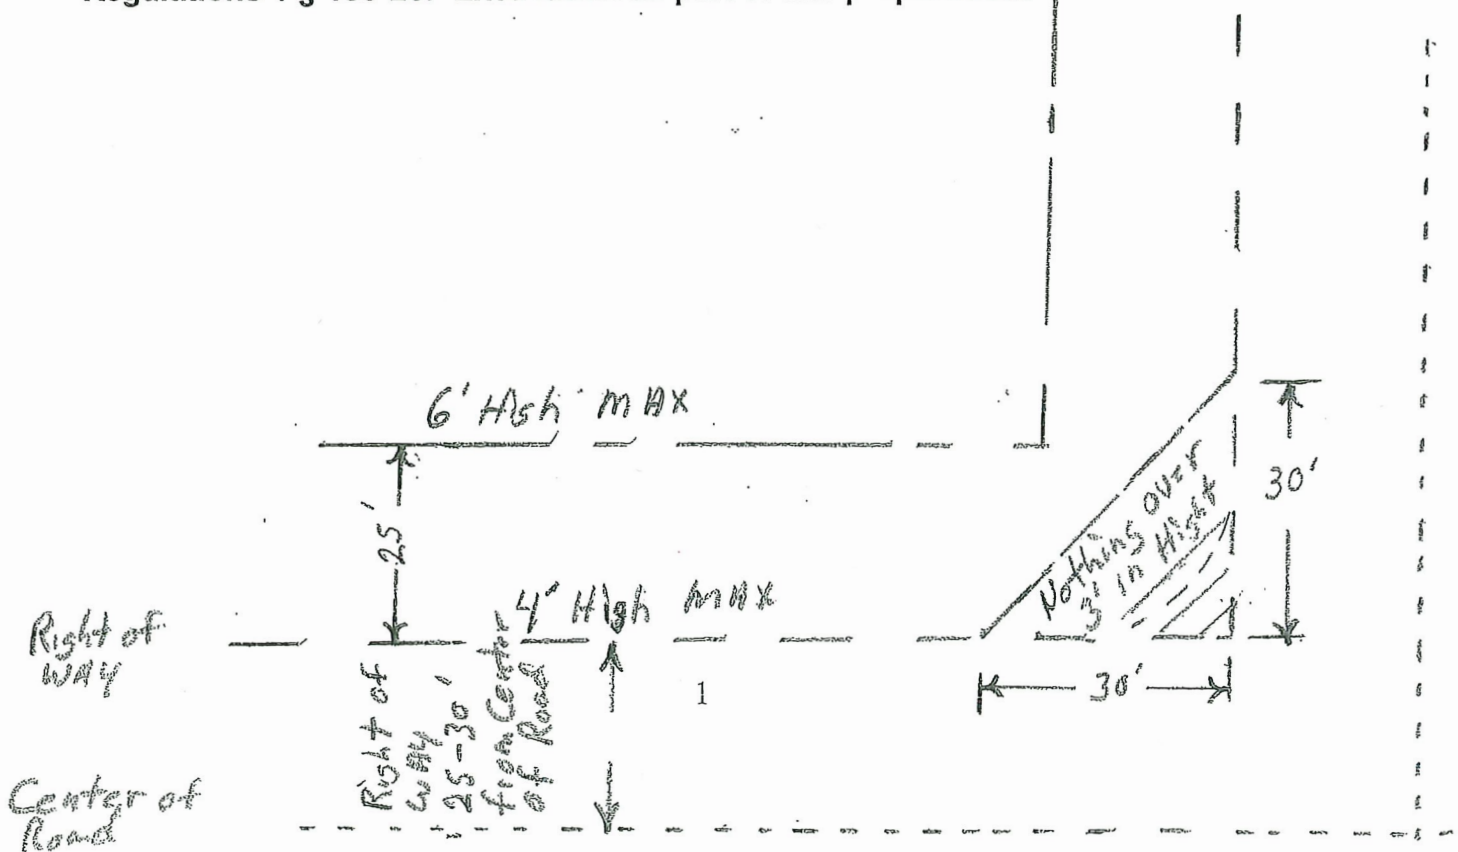 6' High MAX
25'
30'
Nothing over
3' in Hight
4' High MAX
Right of
WAY
Right of
WAY
25-30'
from Center
of Road
1
30'
Center of
Road